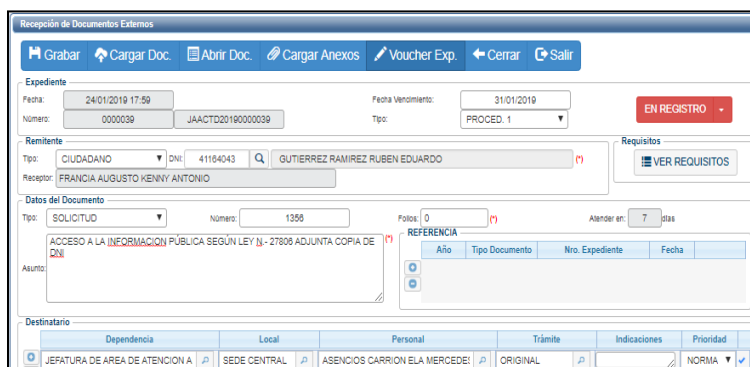 Recepción de Documentos Externos
Grabar Cargar Doc. Abrir Doc. Cargar Anexos Voucher Exp. Cerrar Salir
Expediente
Fecha: 24/01/2019 17:59 Fecha Vencimiento: 31/01/2019 EN REGISTRO
Número: 0000039 JAACTD20190000039 Tipo: PROCED. 1
Remitente Requisitos
Tipo: CIUDADANO DNI: 41164043 GUTIERREZ RAMIREZ RUBEN EDUARDO (*) VER REQUISITOS
Receptor: FRANCIA AUGUSTO KENNY ANTONIO
Datos del Documento
Tipo: SOLICITUD Número: 1356 Folios: 0 (*) Atender en: 7 días
ACCESO A LA INFORMACION PÚBLICA SEGÚN LEY N.- 27806 ADJUNTA COPIA DE (*) REFERENCIA
DNI Año Tipo Documento Nro. Expediente Fecha
Asunto:
Destinatario
Dependencia Local Personal Trámite Indicaciones Prioridad
JEFATURA DE AREA DE ATENCION A SEDE CENTRAL ASENCIOS CARRION ELA MERCEDE: ORIGINAL NORMA